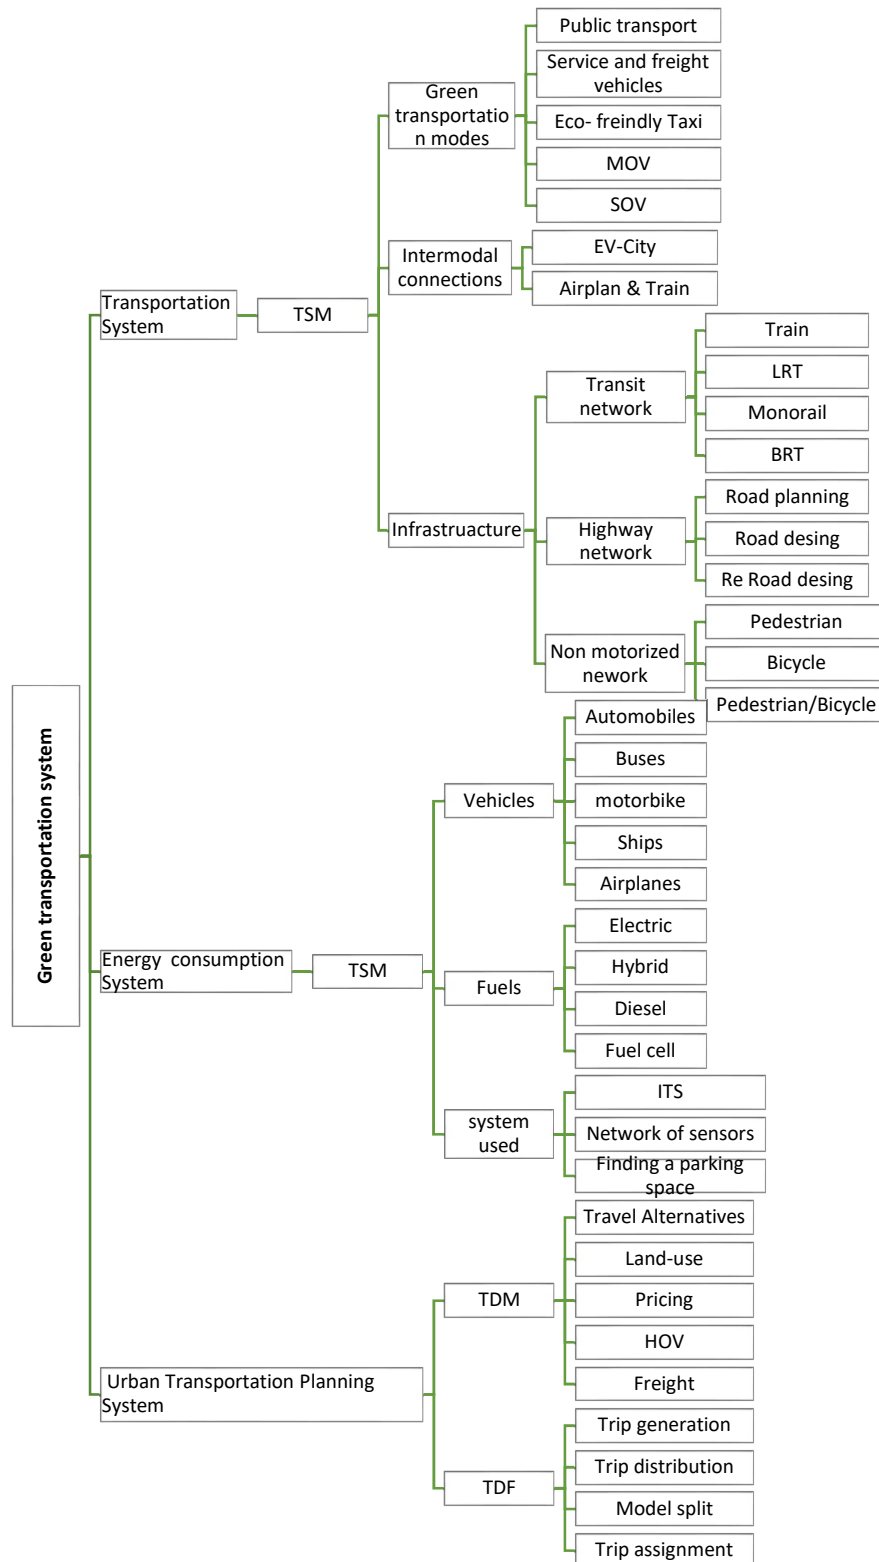 Public transport
Service and freight
vehicles
Green
transportatio
n modes
Eco- freindly Taxi
MOV
SOV
Intermodal
connections
EV-City
Airplan & Train
Transportation
System
TSM
Train
Transit
network
LRT
Monorail
BRT
Infrastruacture
Road planning
Highway
network
Road desing
Re Road desing
Non motorized
nework
Pedestrian
Bicycle
Pedestrian/Bicycle
Green transportation system
Automobiles
Buses
Vehicles
motorbike
Ships
Airplanes
Energy consumption
System
TSM
Electric
Hybrid
Fuels
Diesel
Fuel cell
system
used
ITS
Network of sensors
Finding a parking
space
Travel Alternatives
Land-use
TDM
Pricing
HOV
Freight
Urban Transportation Planning
System
Trip generation
Trip distribution
TDF
Model split
Trip assignment